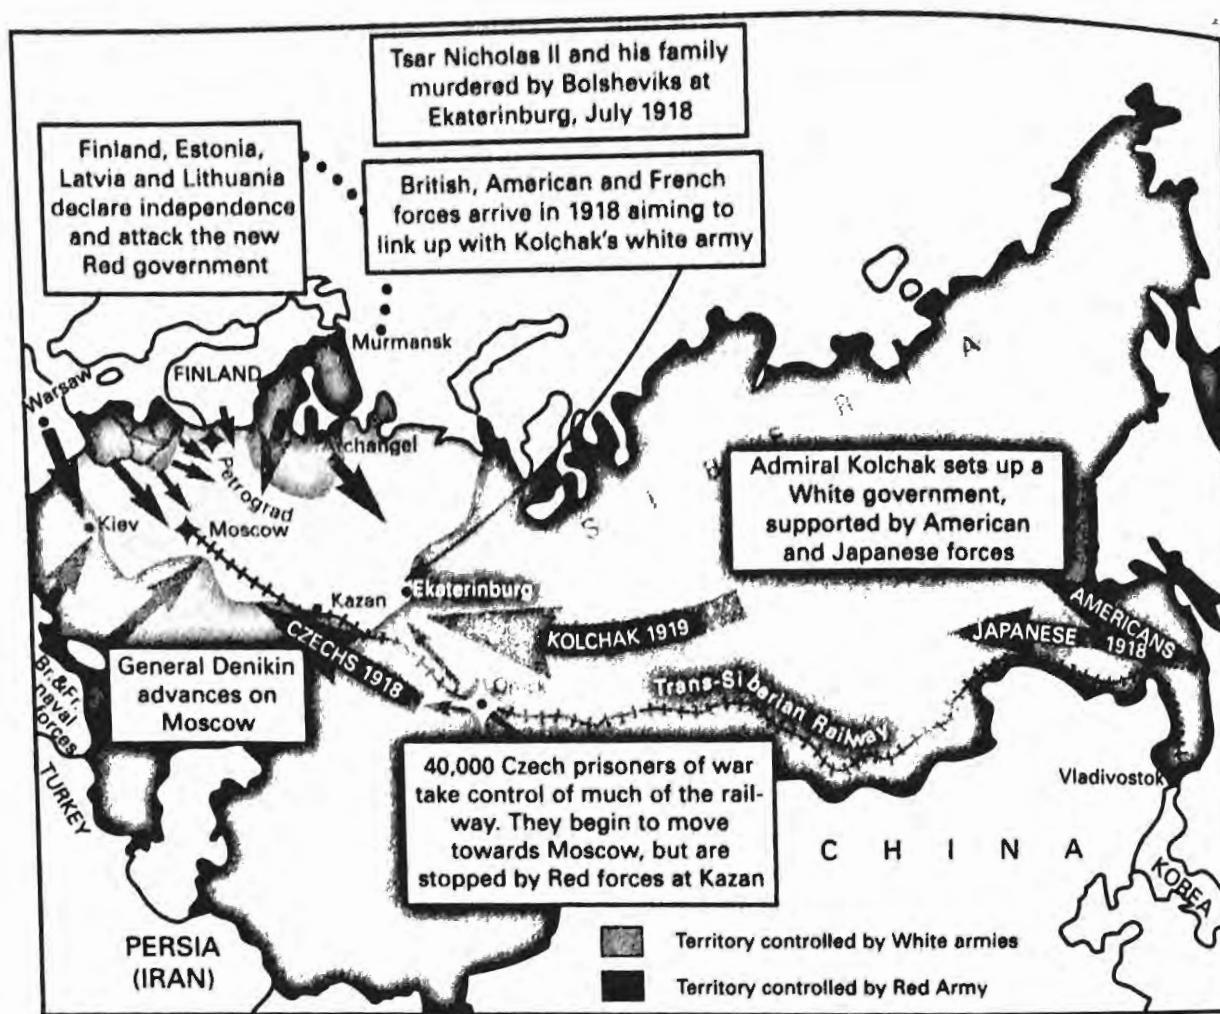 Tsar Nicholas II and his family
murdered by Bolsheviks at
Ekaterinburg, July 1918
Finland, Estonia,
Latvia and Lithuania
declare independence
and attack the new
Red government
British, American and French
forces arrive in 1918 aiming to
link up with Kolchak's white army
Murmansk
FINLAND
Warsaw
Archangel
Petrograd
Kiev
Moscow
SIBERIA
Admiral Kolchak sets up a
White government,
supported by American
and Japanese forces
Kazan
Ekaterinburg
CZECHS 1918
KOLCHAK 1919
JAPANESE
AMERICANS
1918
General Denikin
advances on
Moscow
Br. & Fr.
naval
forces
Trans-Siberian Railway
TURKEY
40,000 Czech prisoners of war
take control of much of the rail-
way. They begin to move
towards Moscow, but are
stopped by Red forces at Kazan
Vladivostok
CHINA
KOREA
PERSIA
(IRAN)
Territory controlled by White armies
Territory controlled by Red Army